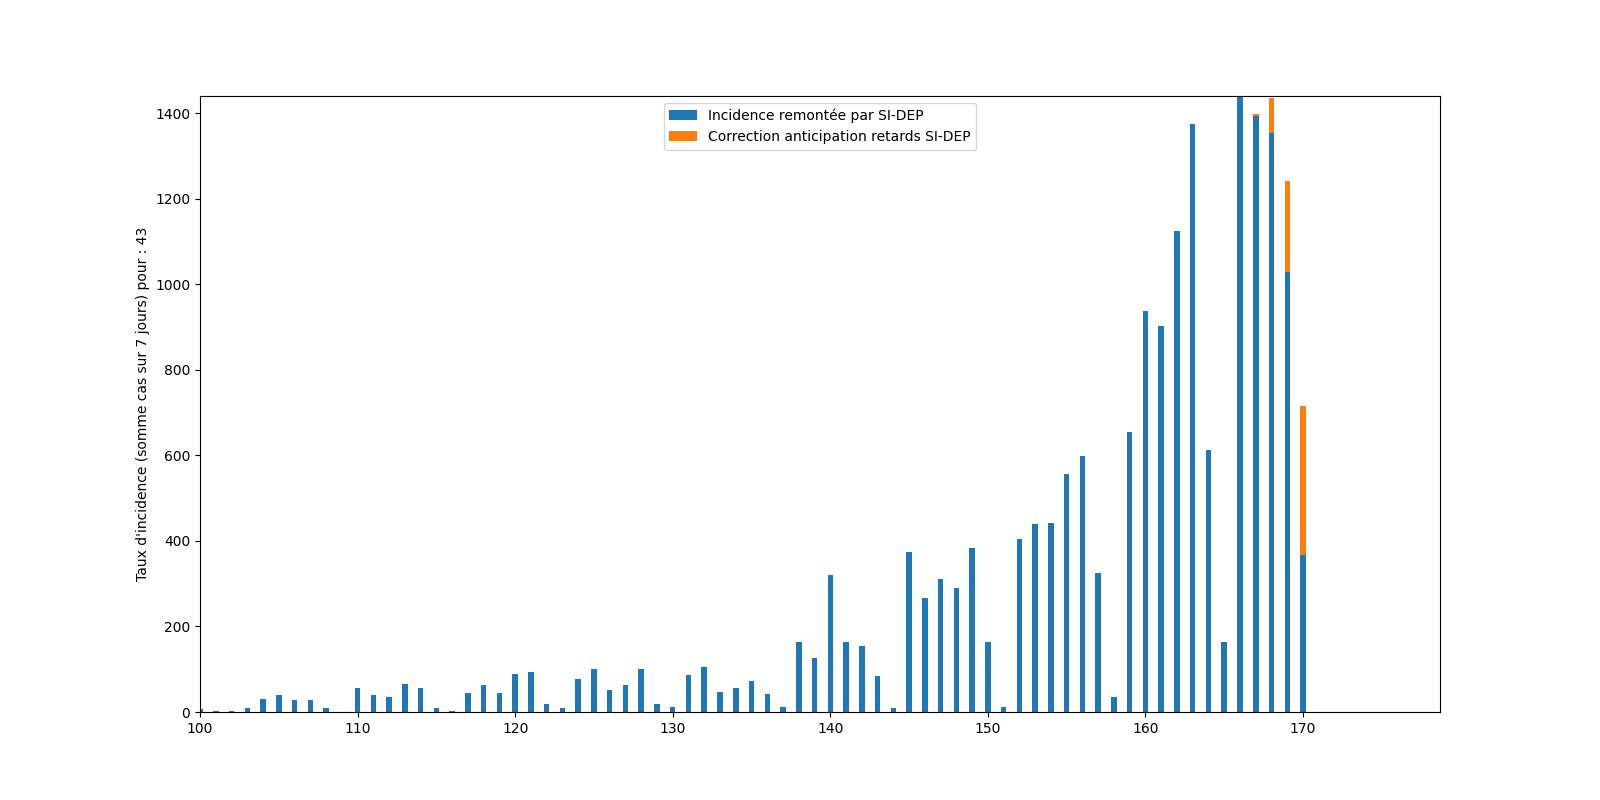 Incidence remontée par SI-DEP
Correction anticipation retards SI-DEP
Taux d'incidence (somme cas sur 7 jours) pour : 43
1400
1200
1000
800
600
400
200
0
100 110 120 130 140 150 160 170